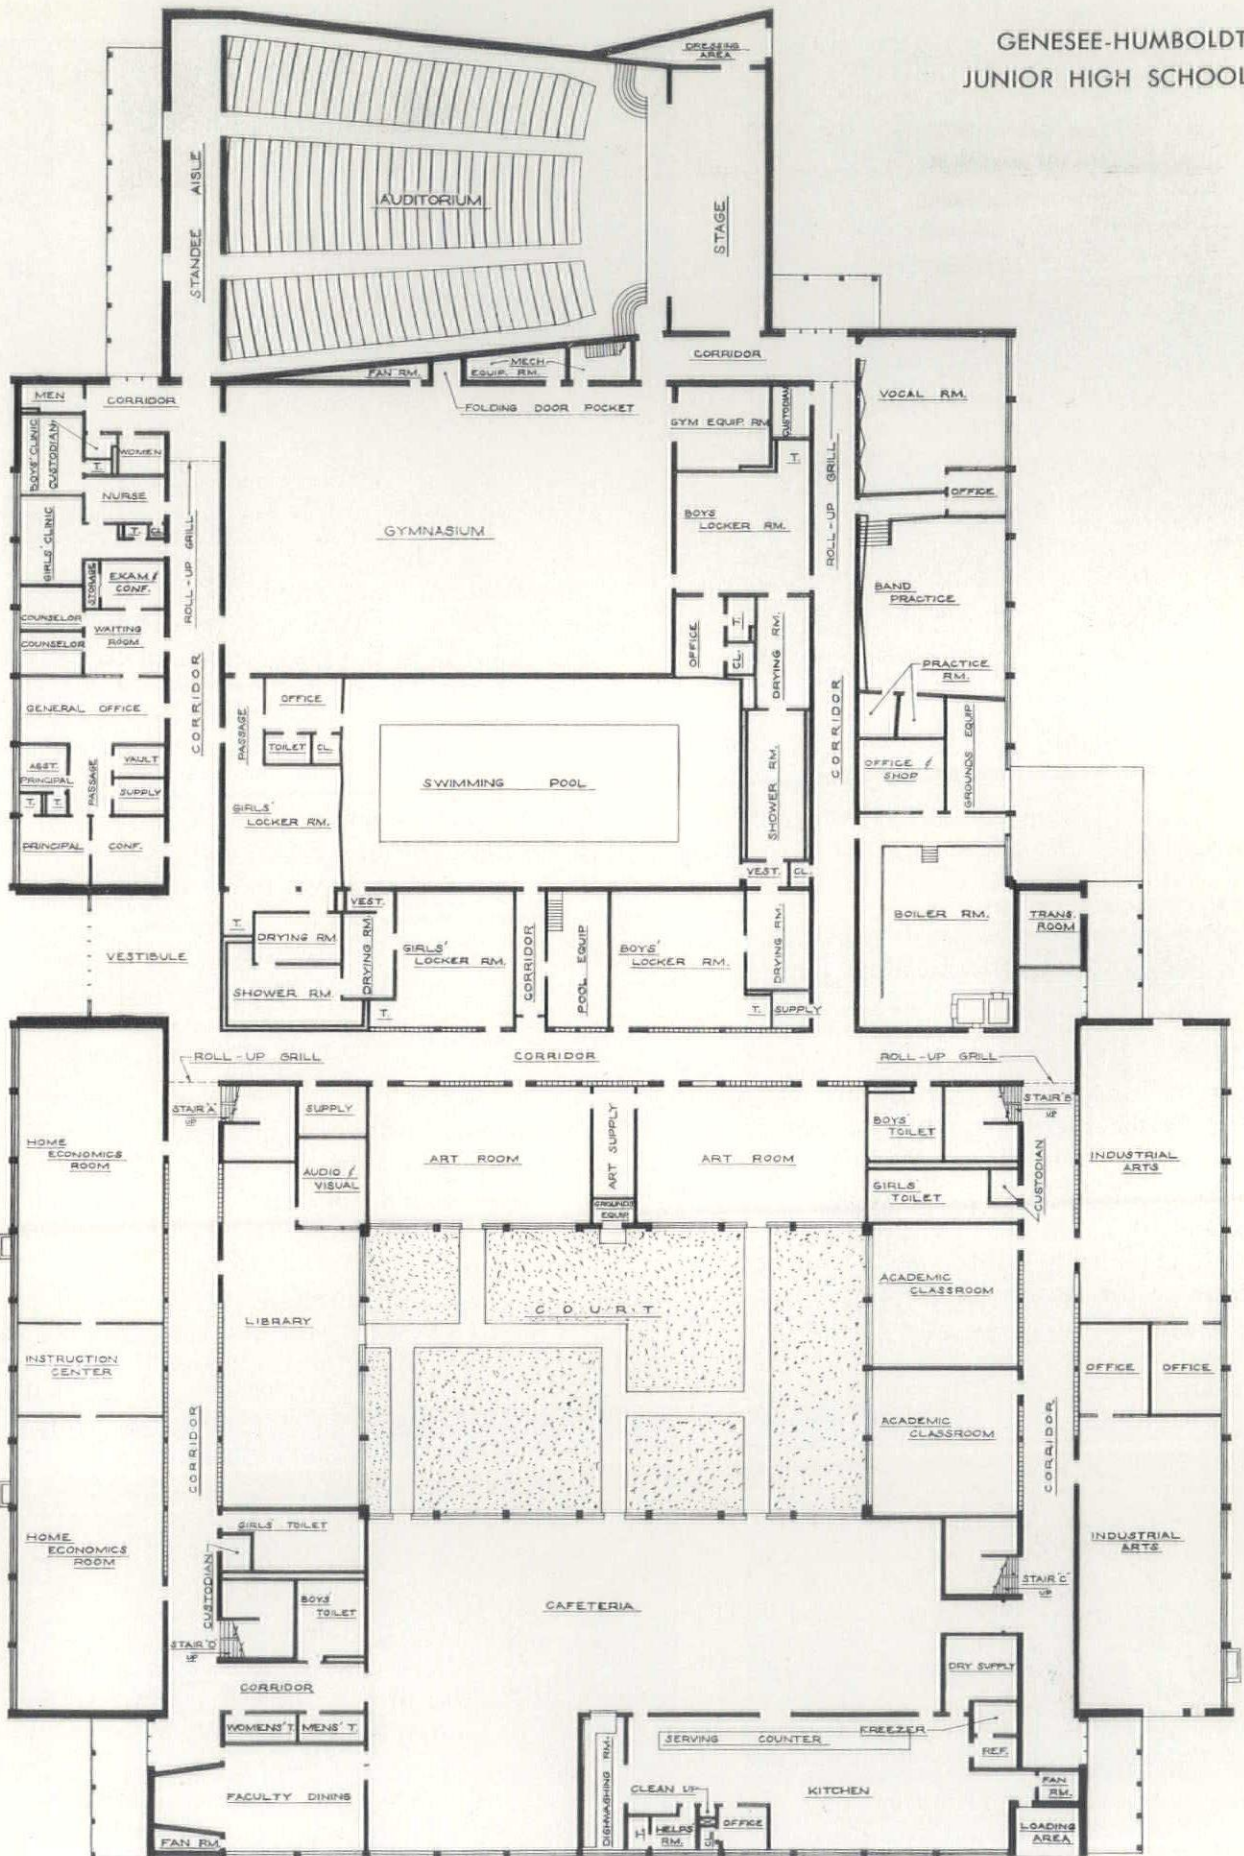 GENESEE-HUMBOLDT
JUNIOR HIGH SCHOOL
DRESSING
AREA
STANDEE AISLE
AUDITORIUM
STAGE
CORRIDOR
FAN RM.
MECH
EQUIP. RM.
FOLDING DOOR POCKET
MEN
CORRIDOR
BOYS' CLINIC
CUSTODIAN
T.
WOMEN
NURSE
GIRLS' CLINIC
T.
CL.
ROLL-UP GRILL
STORAGE
EXAM &
CONF.
COUNSELOR
COUNSELOR
WAITING
ROOM
GENERAL OFFICE
CORRIDOR
ASST.
PRINCIPAL
T.
T.
PASSAGE
VAULT
SUPPLY
PRINCIPAL
CONF.
VESTIBULE
GYMNASIUM
GYM EQUIP. RM
CUSTODIAN
T.
BOYS
LOCKER RM.
ROLL-UP GRILL
VOCAL RM.
OFFICE
BAND
PRACTICE
OFFICE
T.
CL.
DRYING RM.
PRACTICE
RM.
CORRIDOR
OFFICE &
SHOP
GROUNDS EQUIP
PASSAGE
OFFICE
TOILET
CL.
SWIMMING POOL
SHOWER RM.
GIRLS'
LOCKER RM.
VEST.
CL.
BOILER RM.
TRANS.
ROOM
T.
DRYING RM.
VEST.
DRYING RM.
SHOWER RM.
GIRLS'
LOCKER RM.
T.
CORRIDOR
POOL EQUIP
BOYS'
LOCKER RM.
DRYING RM.
T.
SUPPLY
ROLL-UP GRILL
CORRIDOR
ROLL-UP GRILL
STAIR 'A'
UP
SUPPLY
AUDIO &
VISUAL
ART ROOM
ART SUPPLY
GROUNDS
EQUIP
ART ROOM
BOYS'
TOILET
STAIR 'B'
UP
GIRLS'
TOILET
CUSTODIAN
HOME
ECONOMICS
ROOM
INDUSTRIAL
ARTS
LIBRARY
COURT
ACADEMIC
CLASSROOM
INSTRUCTION
CENTER
OFFICE
OFFICE
ACADEMIC
CLASSROOM
CORRIDOR
CORRIDOR
HOME
ECONOMICS
ROOM
GIRLS' TOILET
CUSTODIAN
BOYS'
TOILET
STAIR 'D'
UP
CAFETERIA
STAIR 'C'
UP
INDUSTRIAL
ARTS
CORRIDOR
WOMENS' T.
MENS' T.
DRY SUPPLY
FREEZER
REF.
SERVING COUNTER
DISHWASHING RM.
FACULTY DINING
FAN RM.
CLEAN UP
KITCHEN
T.
HELPS'
RM.
CL.
OFFICE
FAN
RM.
LOADING
AREA